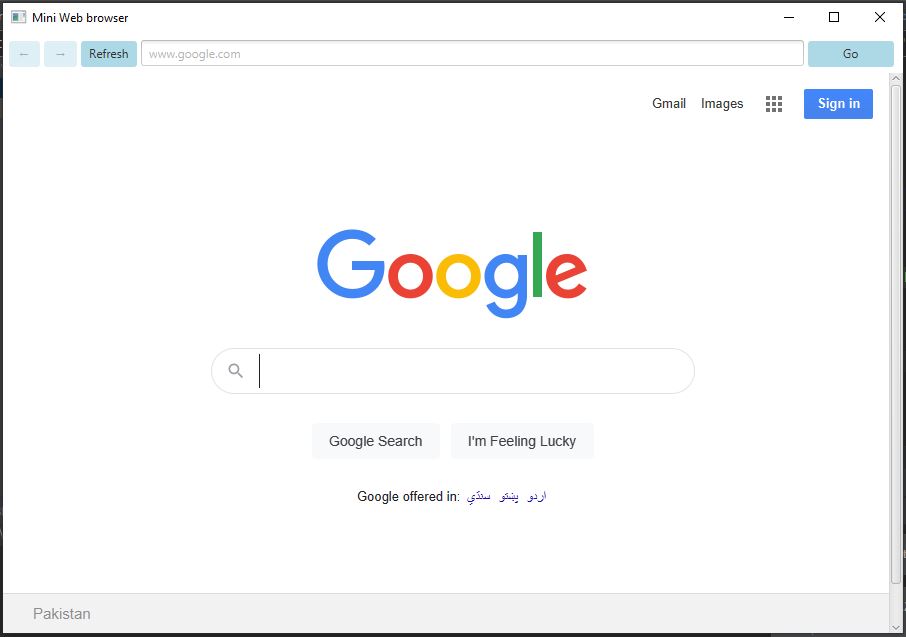 Mini Web browser
← → Refresh www.google.com Go
Gmail Images Sign in
Google
Google Search I'm Feeling Lucky
Google offered in: اردو پښتو سنڌي
Pakistan